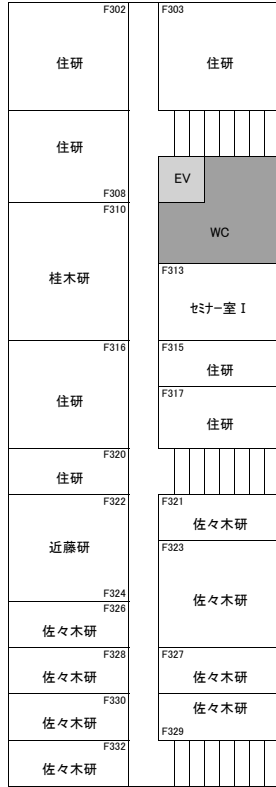 F302
住研
住研
F308
F310
桂木研
F316
住研
F320
住研
F322
近藤研
F324
F326
佐々木研
F328
佐々木研
F330
佐々木研
F332
佐々木研
F303
住研
EV
WC
F313
ｾﾐﾅｰ室 I
F315
住研
F317
住研
F321
佐々木研
F323
佐々木研
F327
佐々木研
佐々木研
F329